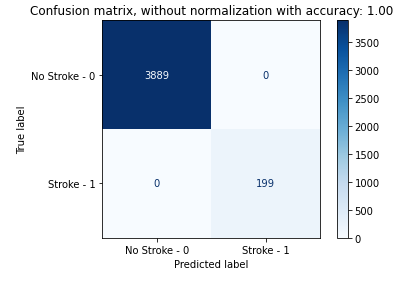 Confusion matrix, without normalization with accuracy: 1.00
No Stroke - 0
Stroke - 1
True label
3889
0
0
199
No Stroke - 0
Stroke - 1
Predicted label
3500
3000
2500
2000
1500
1000
500
0